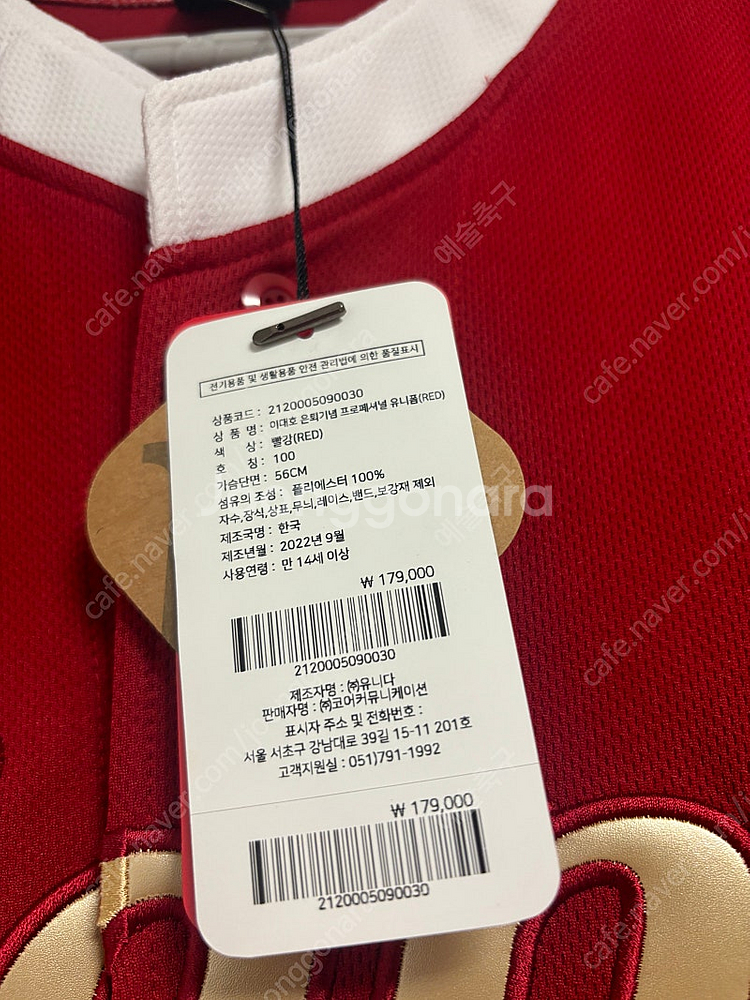 전기용품 및 생활용품 안전 관리법에 의한 품질표시
상품코드 : 2120005090030
상 품 명 : 이대호 은퇴기념 프로페셔널 유니폼(RED)
색 상 : 빨강(RED)
호 칭 : 100
가슴단면 : 56CM
섬유의 조성 : 폴리에스터 100%
자수,장식,상표,무늬,레이스,밴드,보강재 제외
제조국명 : 한국
제조년월 : 2022년 9월
사용연령 : 만 14세 이상
₩ 179,000
2120005090030
제조자명 : ㈜유니다
판매자명 : ㈜코어커뮤니케이션
표시자 주소 및 전화번호 :
서울 서초구 강남대로 39길 15-11 201호
고객지원실 : 051)791-1992
₩ 179,000
2120005090030
joonggonara
예술축구
cafe.naver.com/joonggonara